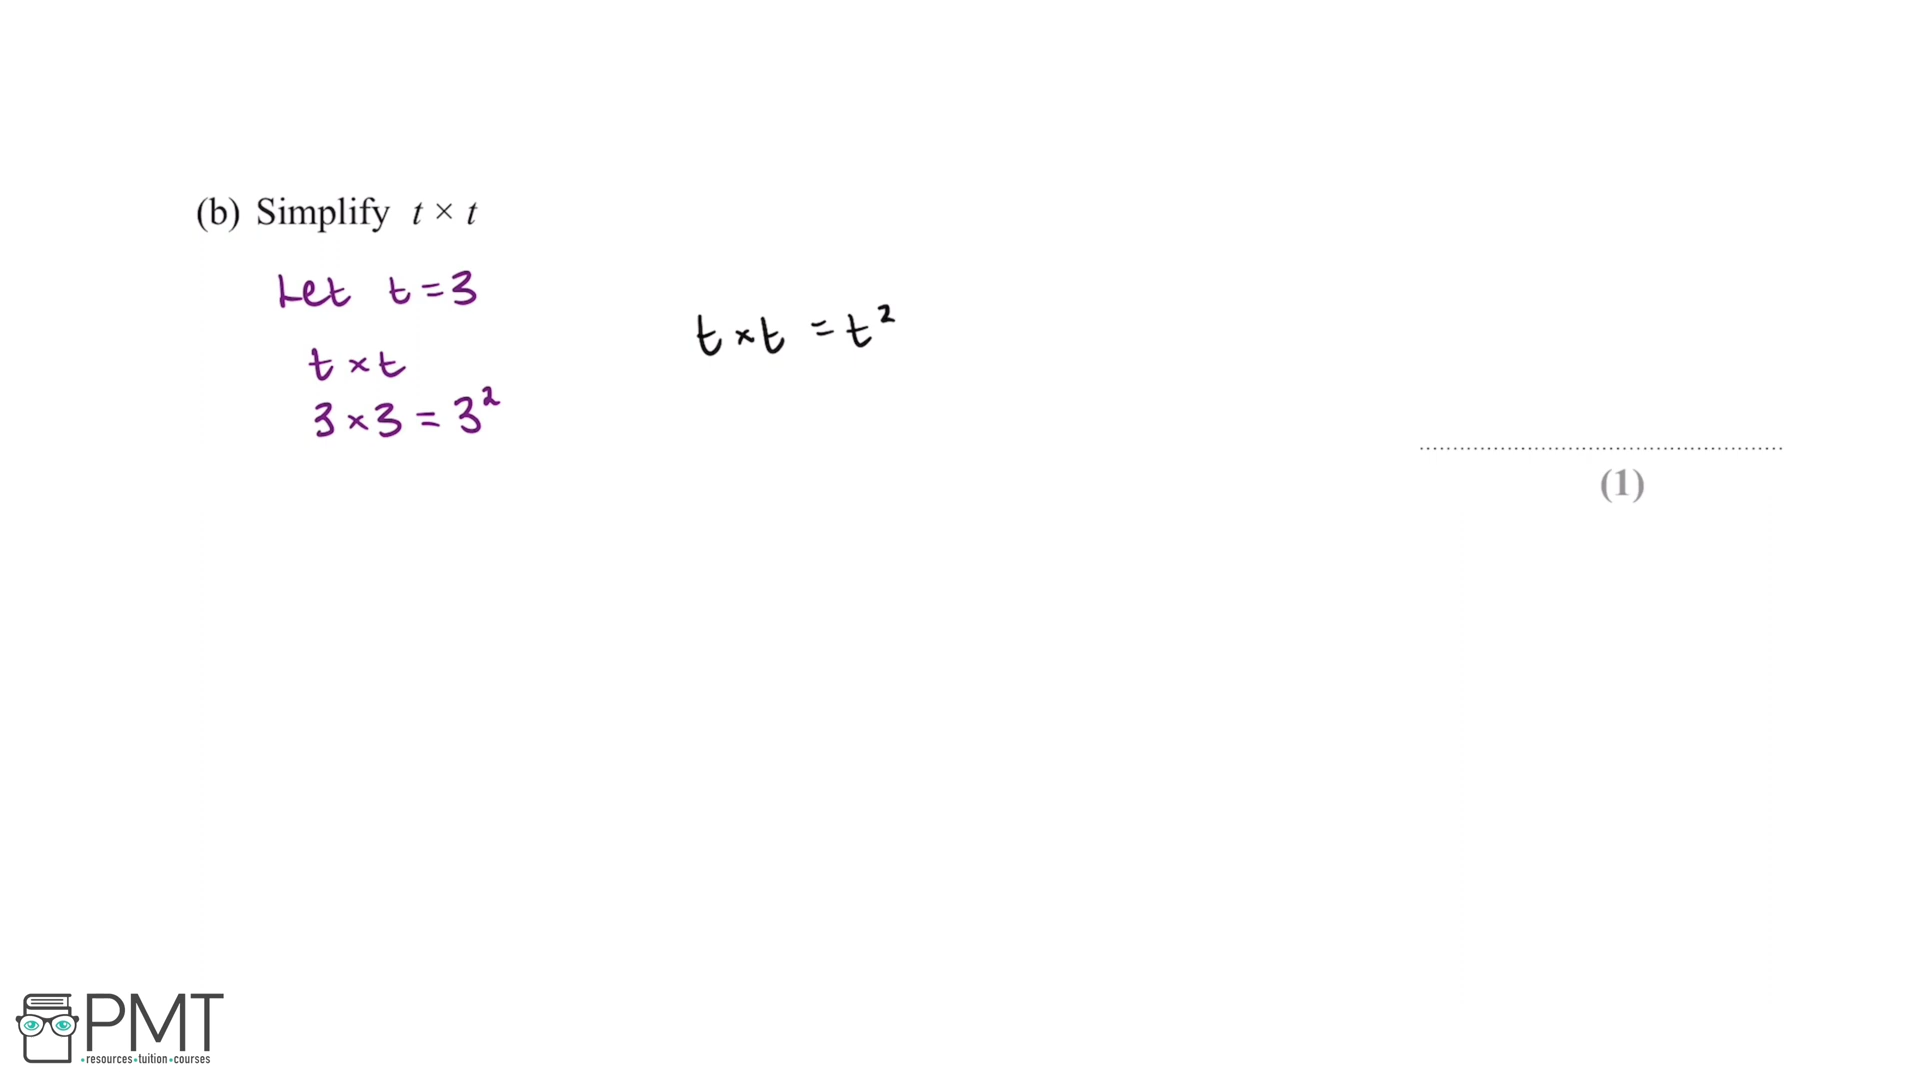 (b) Simplify t × t
Let t = 3
t × t
3 × 3 = 3²
t × t = t²
(1)
PMT
•resources•tuition•courses